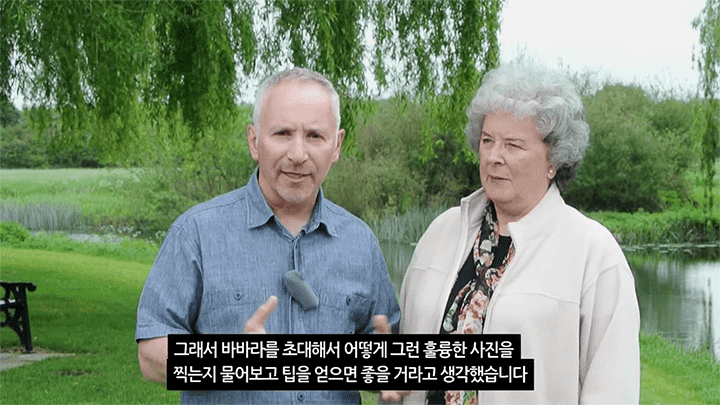 그래서 바바라를 초대해서 어떻게 그런 훌륭한 사진을
찍는지 물어보고 팁을 얻으면 좋을 거라고 생각했습니다